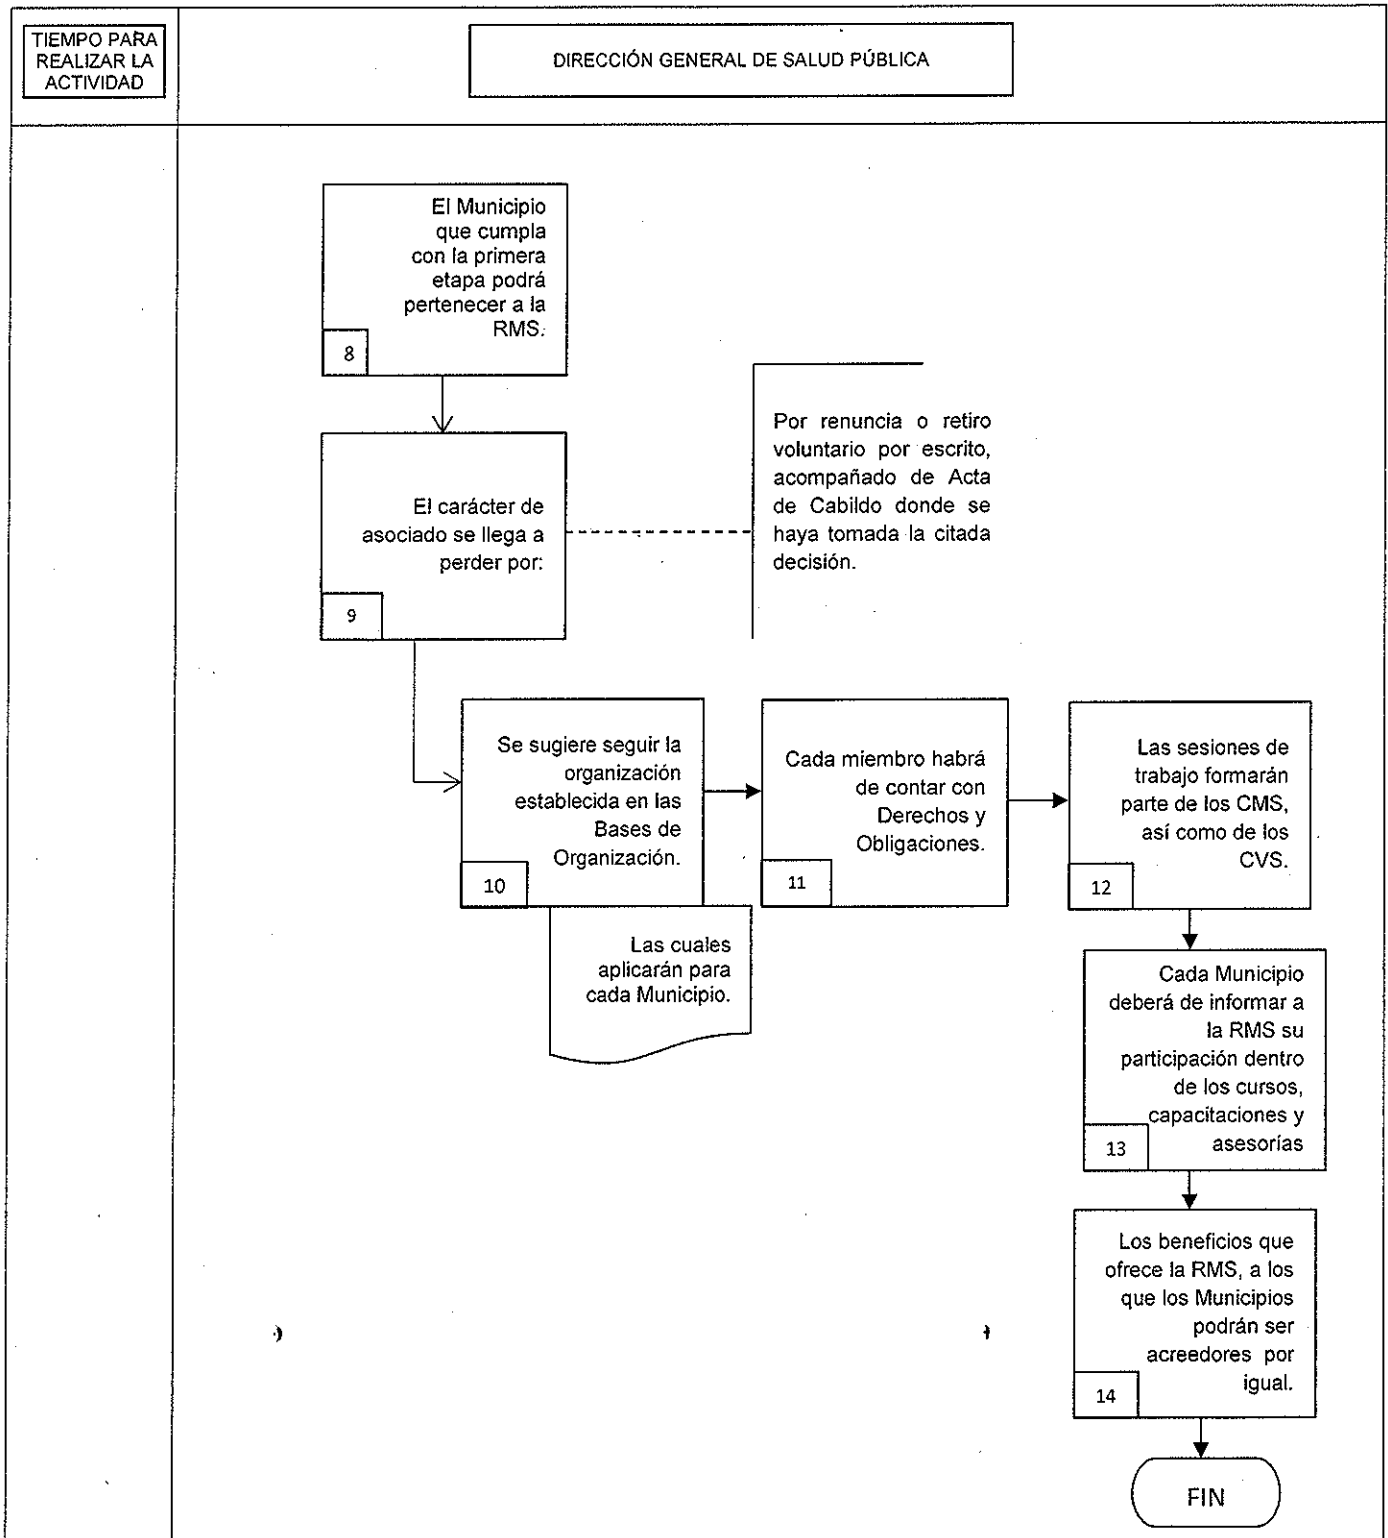 TIEMPO PARA
REALIZAR LA
ACTIVIDAD
DIRECCIÓN GENERAL DE SALUD PÚBLICA
El Municipio
que cumpla
con la primera
etapa podrá
pertenecer a la
RMS.
8
El carácter de
asociado se llega a
perder por:
9
Por renuncia o retiro
voluntario por escrito,
acompañado de Acta
de Cabildo donde se
haya tomada la citada
decisión.
Se sugiere seguir la
organización
establecida en las
Bases de
Organización.
10
Las cuales
aplicarán para
cada Municipio.
Cada miembro habrá
de contar con
Derechos y
Obligaciones.
11
Las sesiones de
trabajo formarán
parte de los CMS,
así como de los
CVS.
12
Cada Municipio
deberá de informar a
la RMS su
participación dentro
de los cursos,
capacitaciones y
asesorías
13
Los beneficios que
ofrece la RMS, a los
que los Municipios
podrán ser
acreedores por
igual.
14
FIN